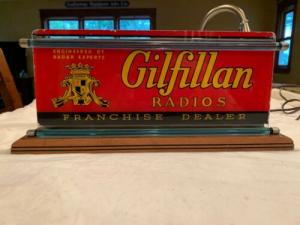 ENGINEERED BY
RADAR EXPERTS
Gilfillan
RADIOS
FRANCHISE DEALER